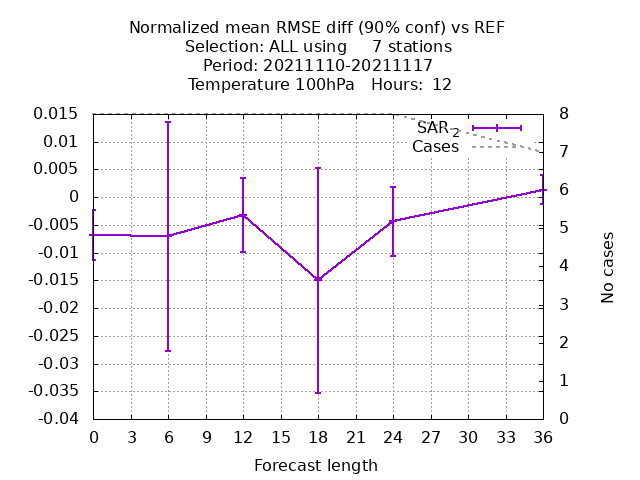 Normalized mean RMSE diff (90% conf) vs REF
Selection: ALL using 7 stations
Period: 20211110-20211117
Temperature 100hPa Hours: 12
0.015
0.01
0.005
0
-0.005
-0.01
-0.015
-0.02
-0.025
-0.03
-0.035
-0.04
SAR 2
Cases
8
7
6
5
4
3
2
1
0
No cases
0 3 6 9 12 15 18 21 24 27 30 33 36
Forecast length